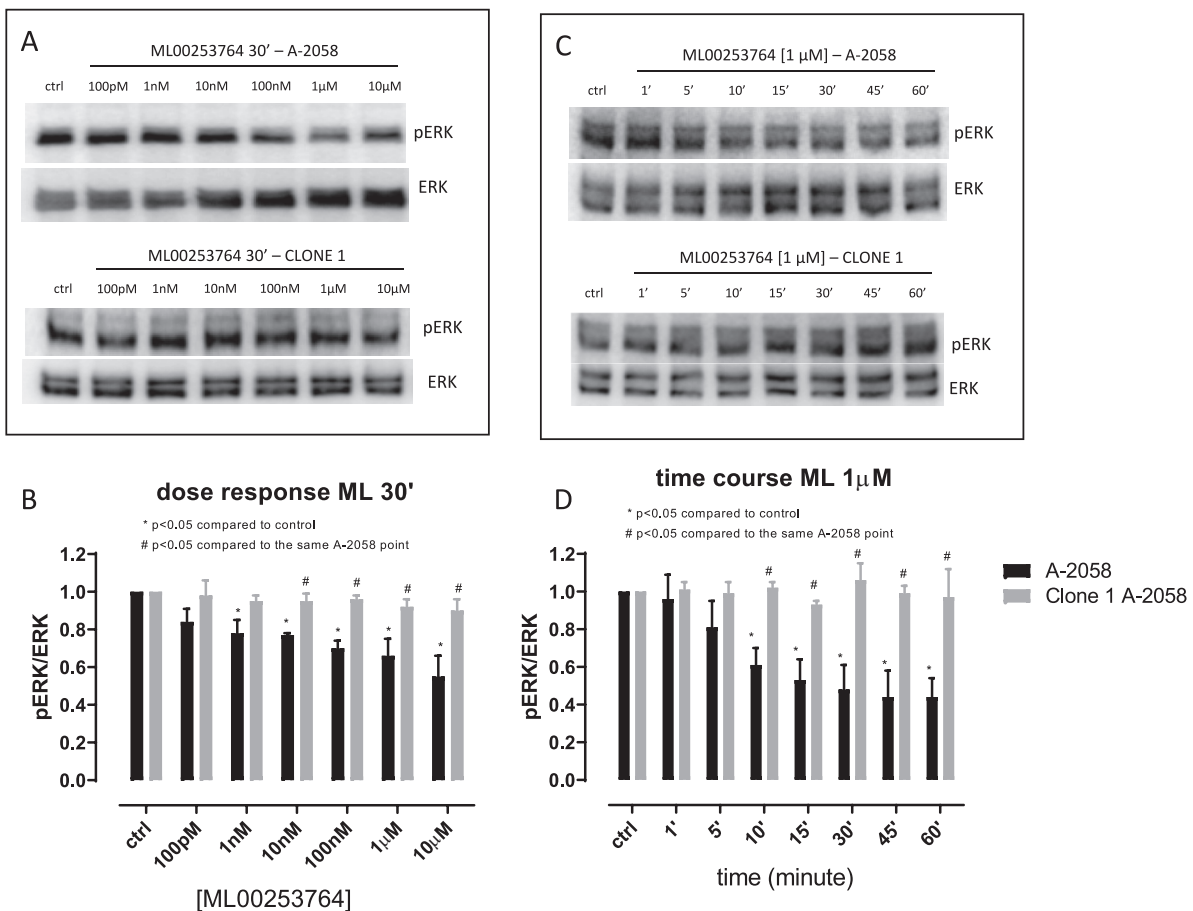 A
ML00253764 30’ – A-2058
ctrl 100pM 1nM 10nM 100nM 1µM 10µM
pERK
ERK
ML00253764 30’ – CLONE 1
ctrl 100pM 1nM 10nM 100nM 1µM 10µM
pERK
ERK
C
ML00253764 [1 µM] – A-2058
ctrl 1’ 5’ 10’ 15’ 30’ 45’ 60’
pERK
ERK
ML00253764 [1 µM] – CLONE 1
ctrl 1’ 5’ 10’ 15’ 30’ 45’ 60’
pERK
ERK
B
dose response ML 30'
* p<0.05 compared to control
# p<0.05 compared to the same A-2058 point
1.2
1.0
0.8
0.6
0.4
0.2
0.0
pERK/ERK
* * * * *
# # # #
ctrl 100pM 1nM 10nM 100nM 1µM 10µM
[ML00253764]
D
time course ML 1µM
* p<0.05 compared to control
# p<0.05 compared to the same A-2058 point
1.2
1.0
0.8
0.6
0.4
0.2
0.0
pERK/ERK
* * * * *
# # # # #
ctrl 1' 5' 10' 15' 30' 45' 60'
time (minute)
A-2058
Clone 1 A-2058